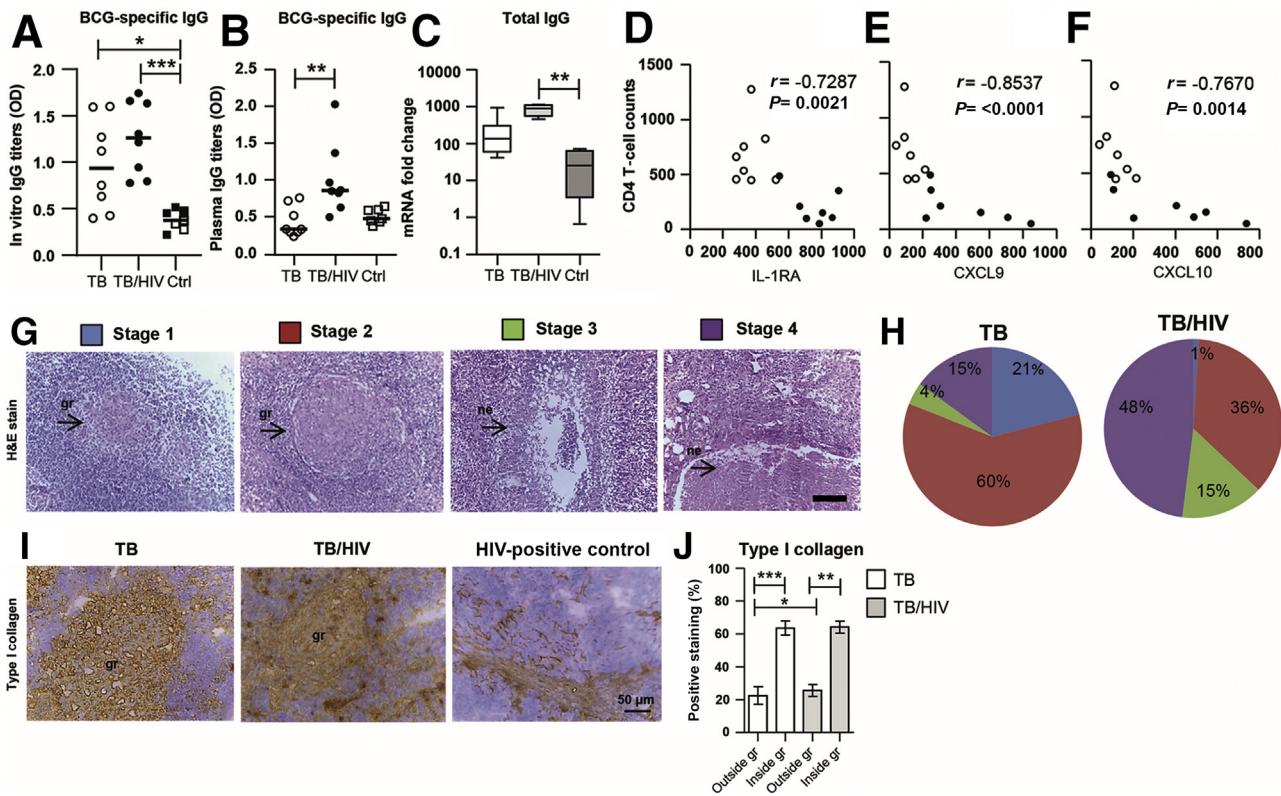 A
BCG-specific IgG
In vitro IgG titers (OD)
2.0
1.5
1.0
0.5
0.0
*
***
TB TB/HIV Ctrl
B
BCG-specific IgG
Plasma IgG titers (OD)
2.5
2.0
1.5
1.0
0.5
0.0
**
TB TB/HIV Ctrl
C
Total IgG
mRNA fold change
10000
1000
100
10
1
0.1
**
TB TB/HIV Ctrl
D
CD4 T-cell counts
1500
1000
500
0
r= -0.7287
P= 0.0021
0 200 400 600 800 1000
IL-1RA
E
r= -0.8537
P= <0.0001
0 200 400 600 800 1000
CXCL9
F
r= -0.7670
P= 0.0014
0 200 400 600 800
CXCL10
G
Stage 1
Stage 2
Stage 3
Stage 4
H&E stain
gr
gr
ne
ne
H
TB
21%
60%
4%
15%
TB/HIV
1%
36%
15%
48%
I
TB
TB/HIV
HIV-positive control
Type I collagen
gr
gr
50 µm
J
Type I collagen
Positive staining (%)
100
80
60
40
20
0
***
**
*
Outside gr
Inside gr
Outside gr
Inside gr
TB
TB/HIV